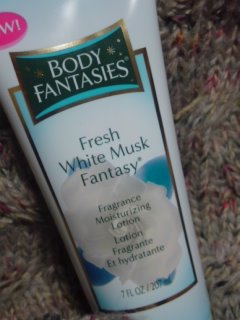 W!
BODY
FANTASIES®
Fresh
White Musk
Fantasy®
Fragrance
Moisturizing
Lotion
Lotion
Fragrante
Et hydratante
7 FL OZ / 207